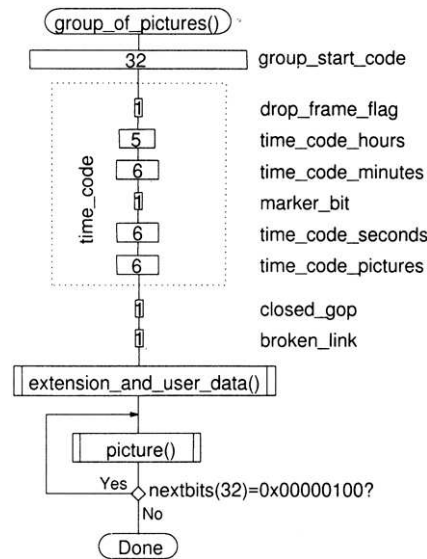 group_of_pictures()
32 group_start_code
1 drop_frame_flag
5 time_code_hours
6 time_code_minutes
time_code
1 marker_bit
6 time_code_seconds
6 time_code_pictures
1 closed_gop
1 broken_link
extension_and_user_data()
picture()
Yes nextbits(32)=0x00000100?
No
Done